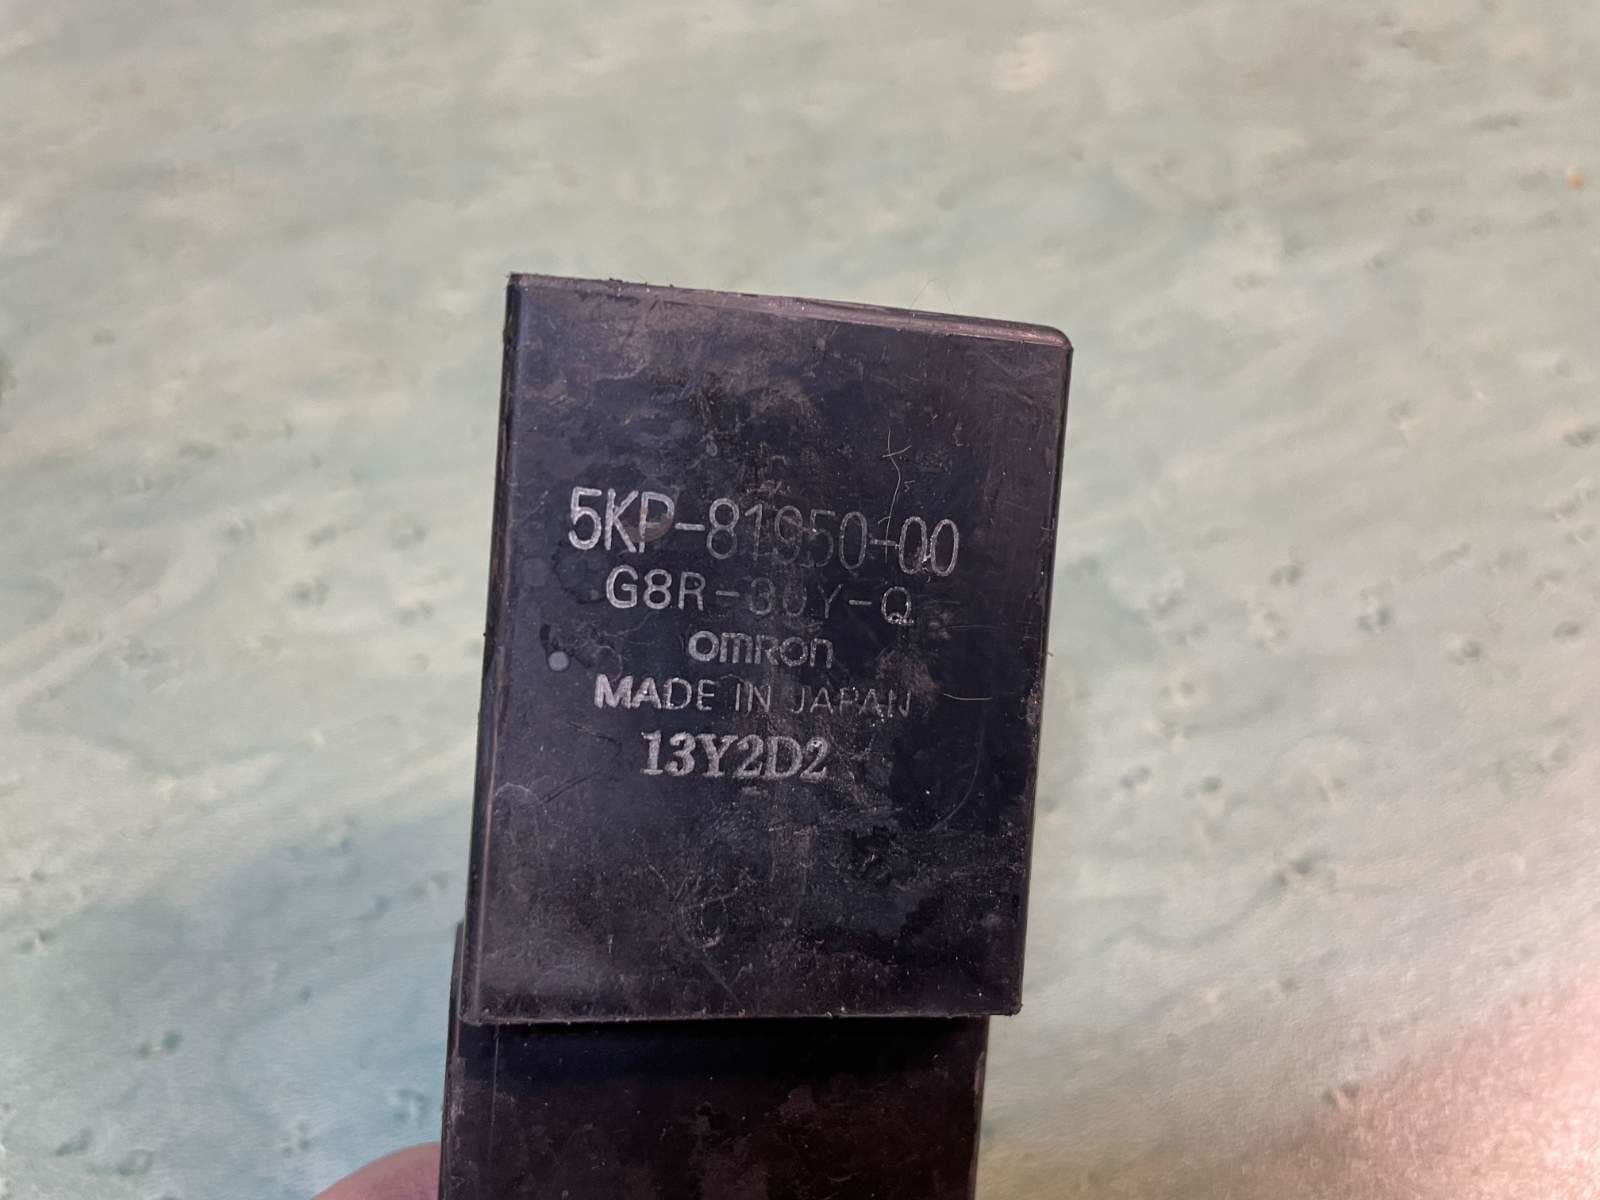 5KP-81950-00
G8R-30Y-Q
omron
MADE IN JAPAN
13Y2D2